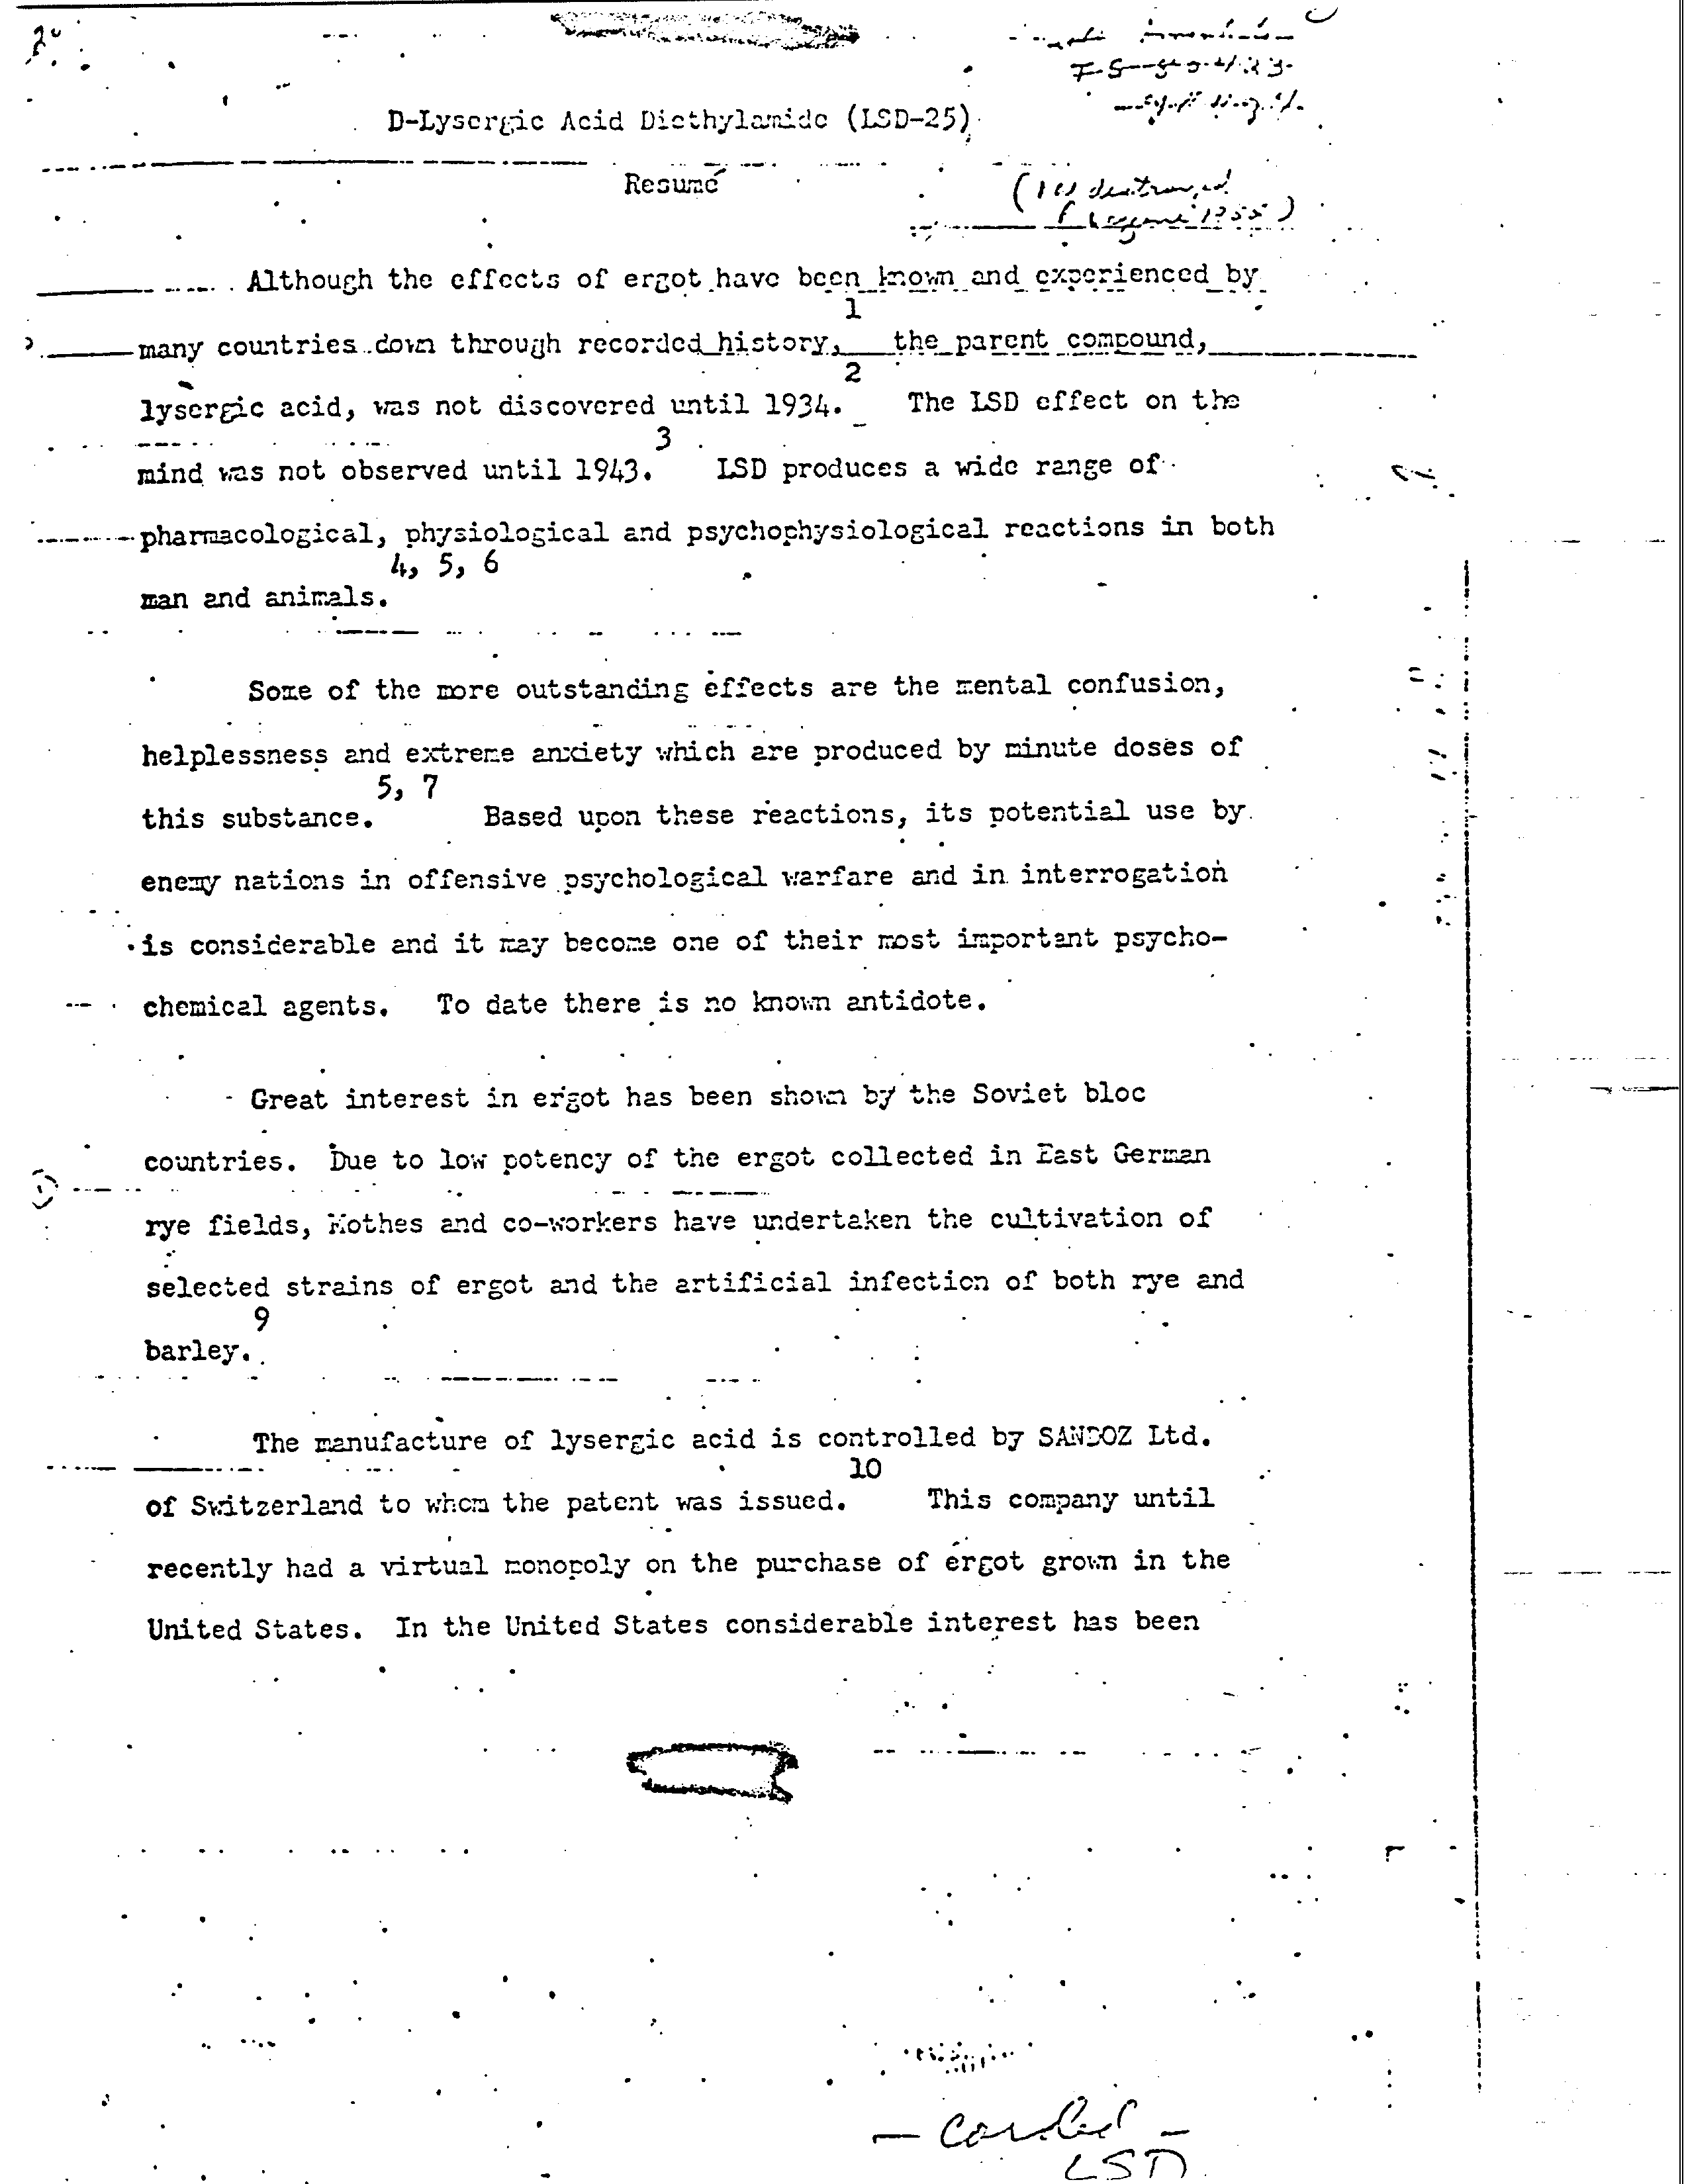 D-Lysergic Acid Diethylamide (LSD-25)
Resumé
1955)
Although the effects of ergot have been known and experienced by
1
many countries down through recorded history, the parent compound,
2
lysergic acid, was not discovered until 1934. The LSD effect on the
3
mind was not observed until 1943. LSD produces a wide range of
pharmacological, physiological and psychophysiological reactions in both
4, 5, 6
man and animals.
Some of the more outstanding effects are the mental confusion,
helplessness and extreme anxiety which are produced by minute doses of
5, 7
this substance. Based upon these reactions, its potential use by
enemy nations in offensive psychological warfare and in interrogation
is considerable and it may become one of their most important psycho-
chemical agents. To date there is no known antidote.
Great interest in ergot has been shown by the Soviet bloc
countries. Due to low potency of the ergot collected in East German
rye fields, Mothes and co-workers have undertaken the cultivation of
selected strains of ergot and the artificial infection of both rye and
9
barley.
The manufacture of lysergic acid is controlled by SANDOZ Ltd.
10
of Switzerland to whom the patent was issued. This company until
recently had a virtual monopoly on the purchase of ergot grown in the
United States. In the United States considerable interest has been
- Carded -
LSD